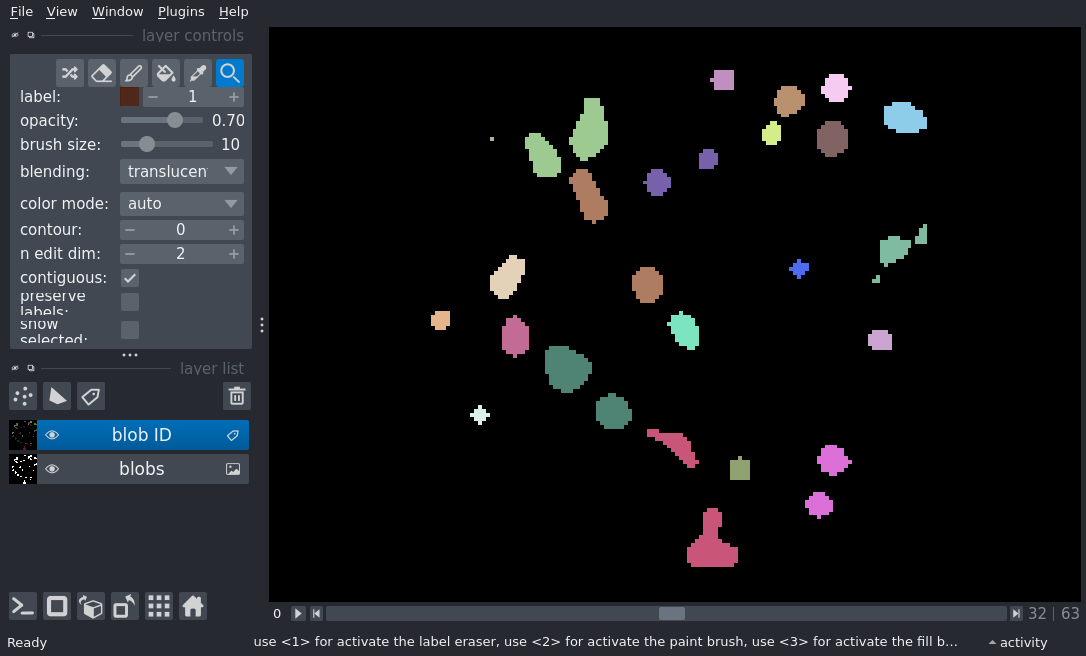 File View Window Plugins Help
layer controls
label: 1
opacity: 0.70
brush size: 10
blending: translucen
color mode: auto
contour: 0
n edit dim: 2
contiguous:
preserve
labels:
show
selected:
layer list
blob ID
blobs
0 32 | 63
Ready use <1> for activate the label eraser, use <2> for activate the paint brush, use <3> for activate the fill b... activity